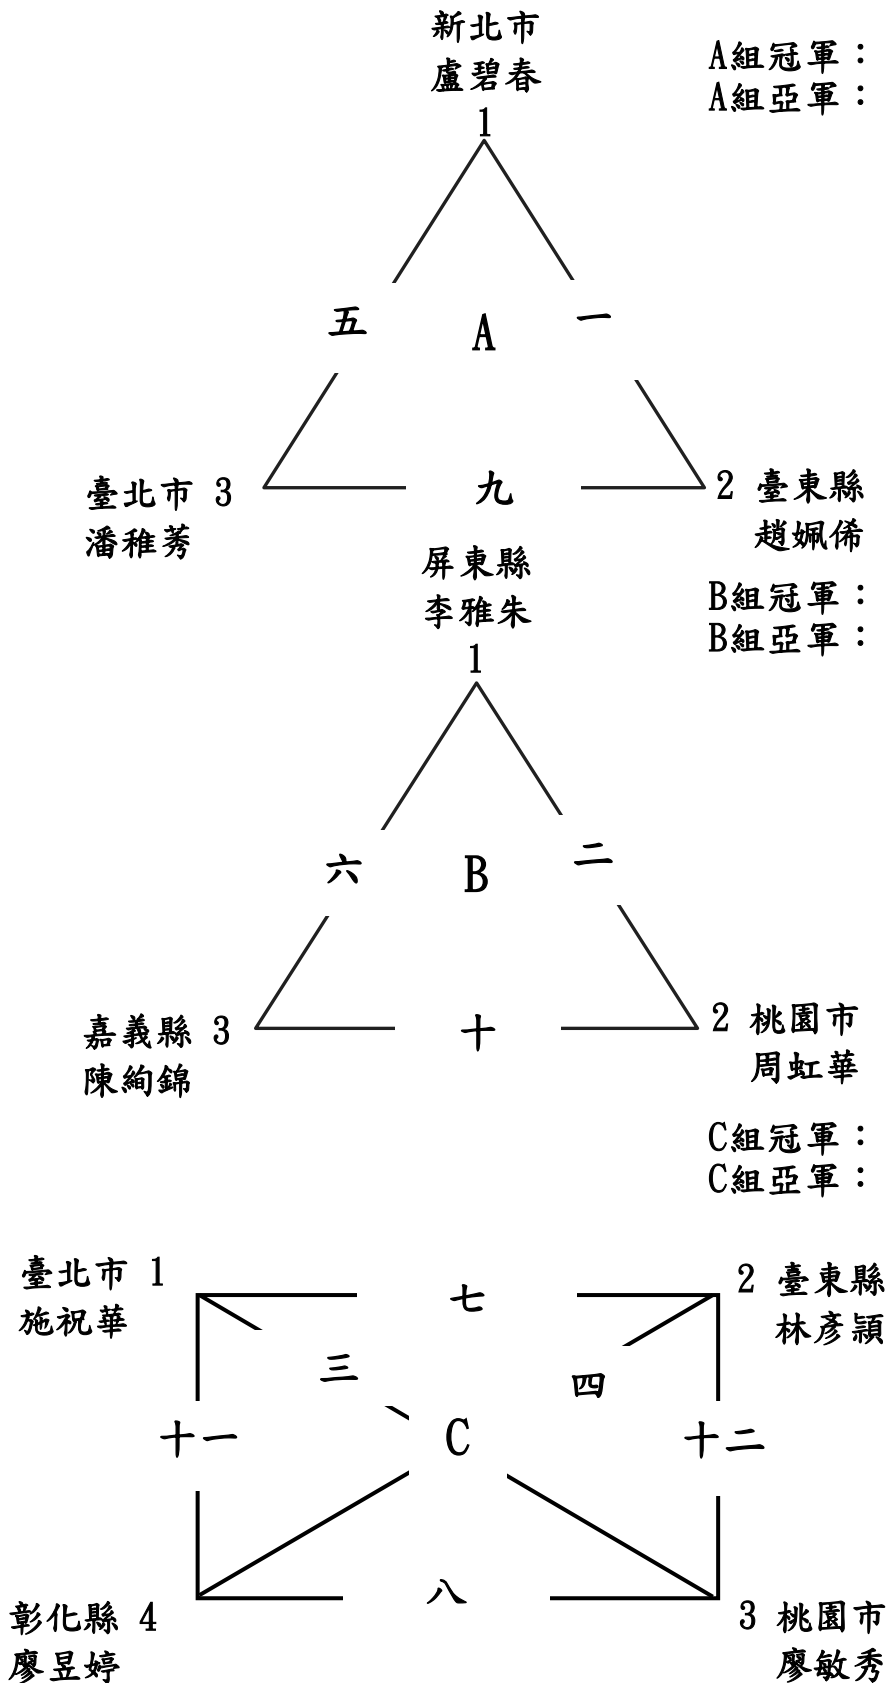 新北市
盧碧春
1
A組冠軍：
A組亞軍：
五
A
一
臺北市 3
潘稚莠
九
2 臺東縣
趙姵俙
屏東縣
李雅朱
1
B組冠軍：
B組亞軍：
六
B
二
嘉義縣 3
陳絢錦
十
2 桃園市
周虹華
C組冠軍：
C組亞軍：
臺北市 1
施祝華
七
2 臺東縣
林彥頴
三
四
十一
C
十二
八
彰化縣 4
廖昱婷
3 桃園市
廖敏秀